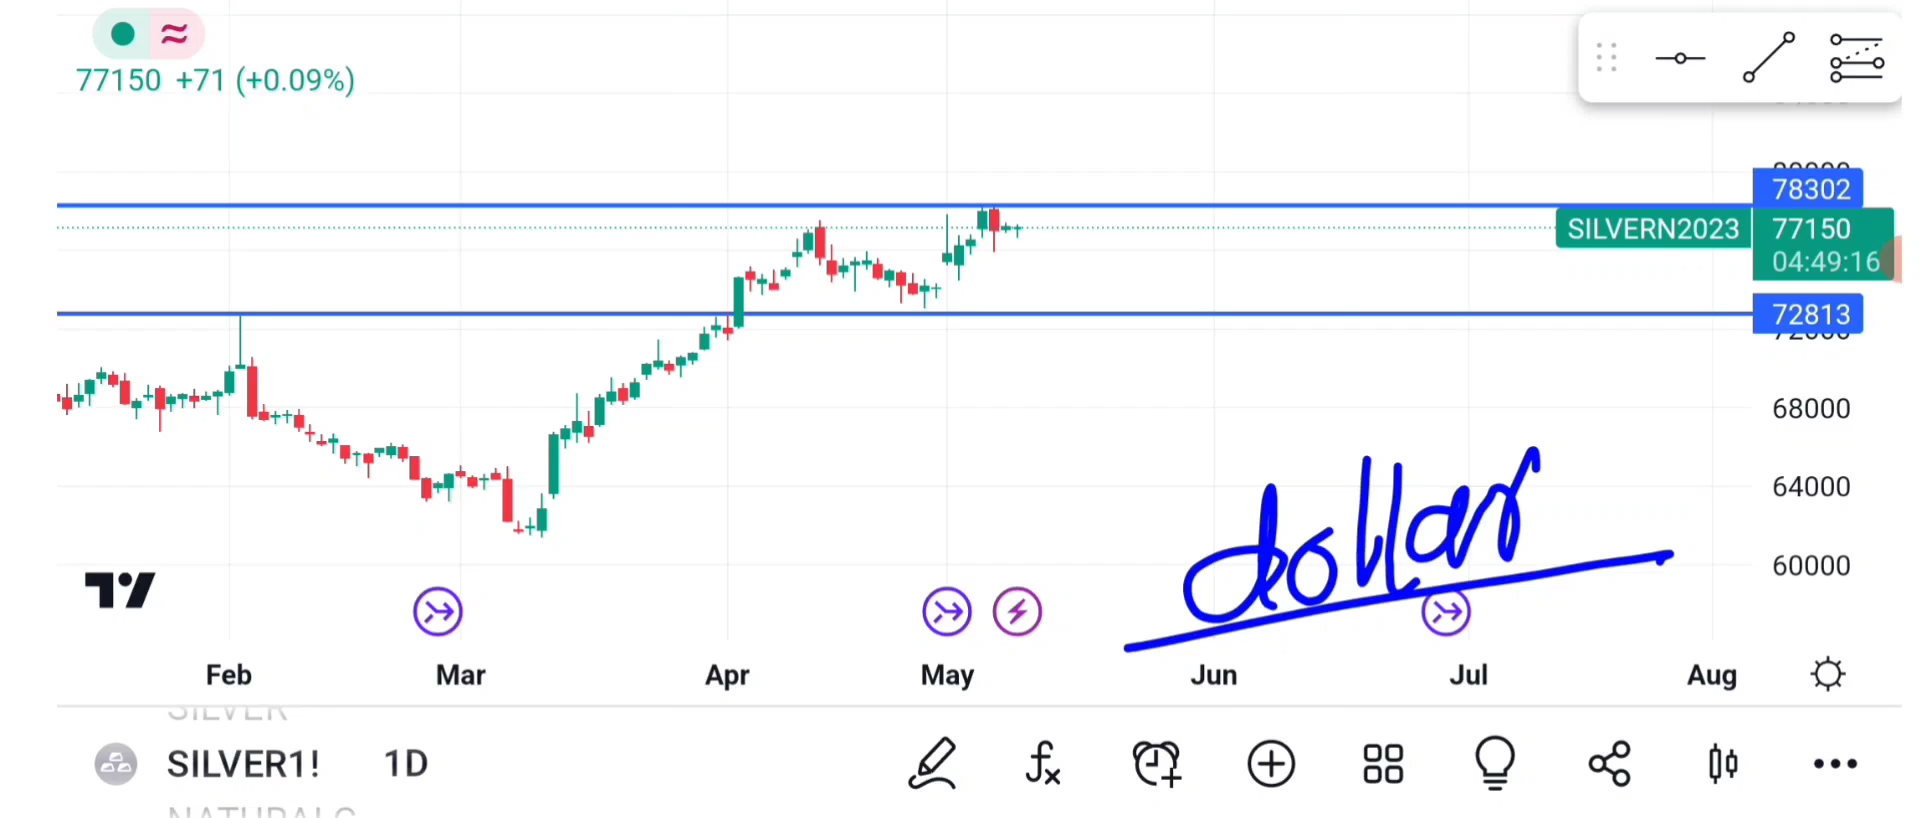 77150 +71 (+0.09%)
78302
SILVERN2023 77150
04:49:16
72813
68000
64000
dollar
60000
Feb Mar Apr May Jun Jul Aug
SILVER
SILVER1! 1D